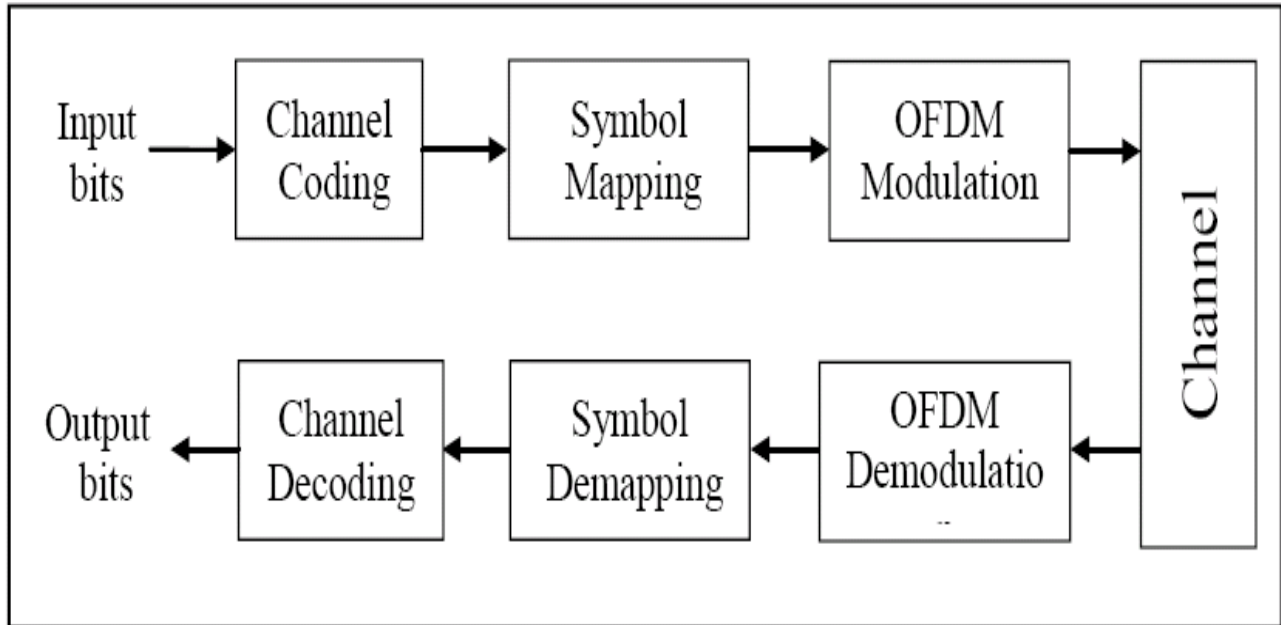 Input
bits
Channel
Coding
Symbol
Mapping
OFDM
Modulation
Channel
Output
bits
Channel
Decoding
Symbol
Demapping
OFDM
Demodulatio